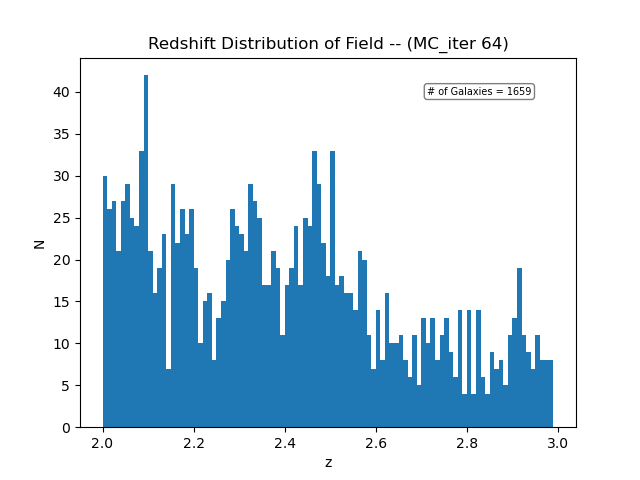 Redshift Distribution of Field -- (MC_iter 64)
# of Galaxies = 1659
40
35
30
25
20
15
10
5
0
N
2.0 2.2 2.4 2.6 2.8 3.0
z